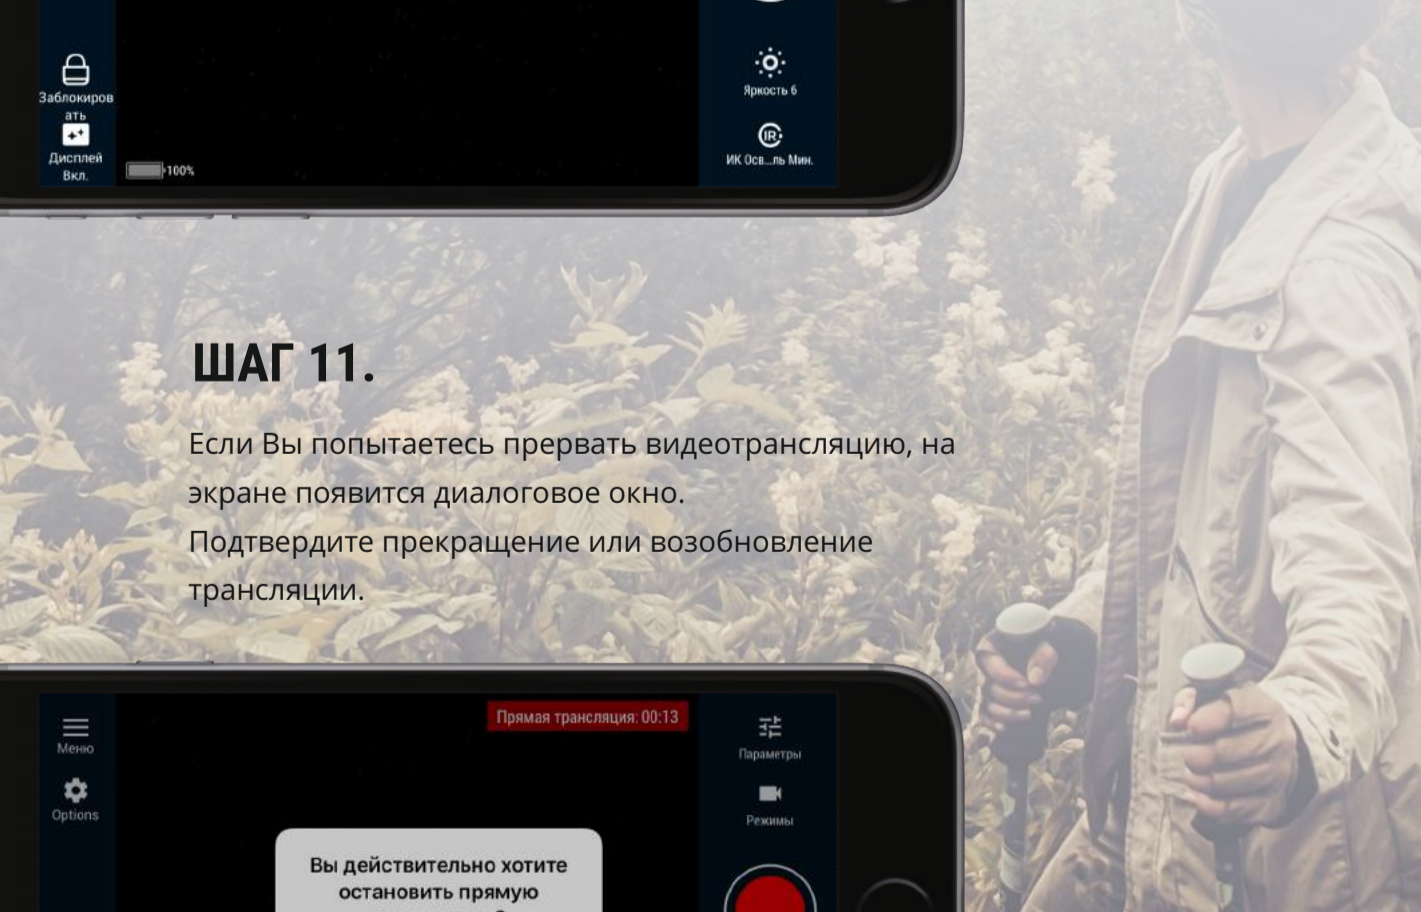 Заблокиров
ать
Дисплей
Вкл.
100%
Яркость 6
IR
ИК Осв...ль Мин.
ШАГ 11.
Если Вы попытаетесь прервать видеотрансляцию, на
экране появится диалоговое окно.
Подтвердите прекращение или возобновление
трансляции.
Прямая трансляция: 00:13
Меню
Options
Параметры
Режимы
Вы действительно хотите
остановить прямую